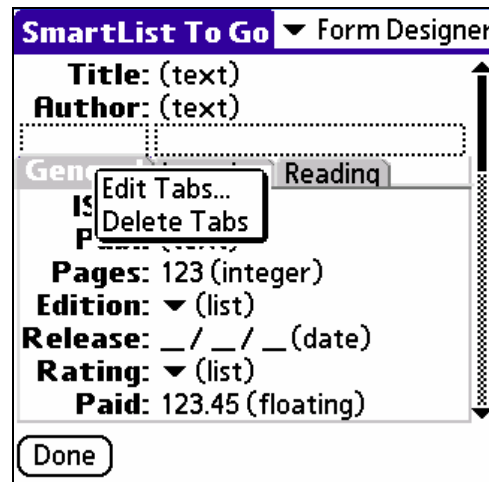 SmartList To Go ▼ Form Designer
Title: (text)
Author: (text)
Reading
Edit Tabs...
Delete Tabs
Pages: 123 (integer)
Edition: ▼ (list)
Release: _ / _ / _ (date)
Rating: ▼ (list)
Paid: 123.45 (floating)
Done